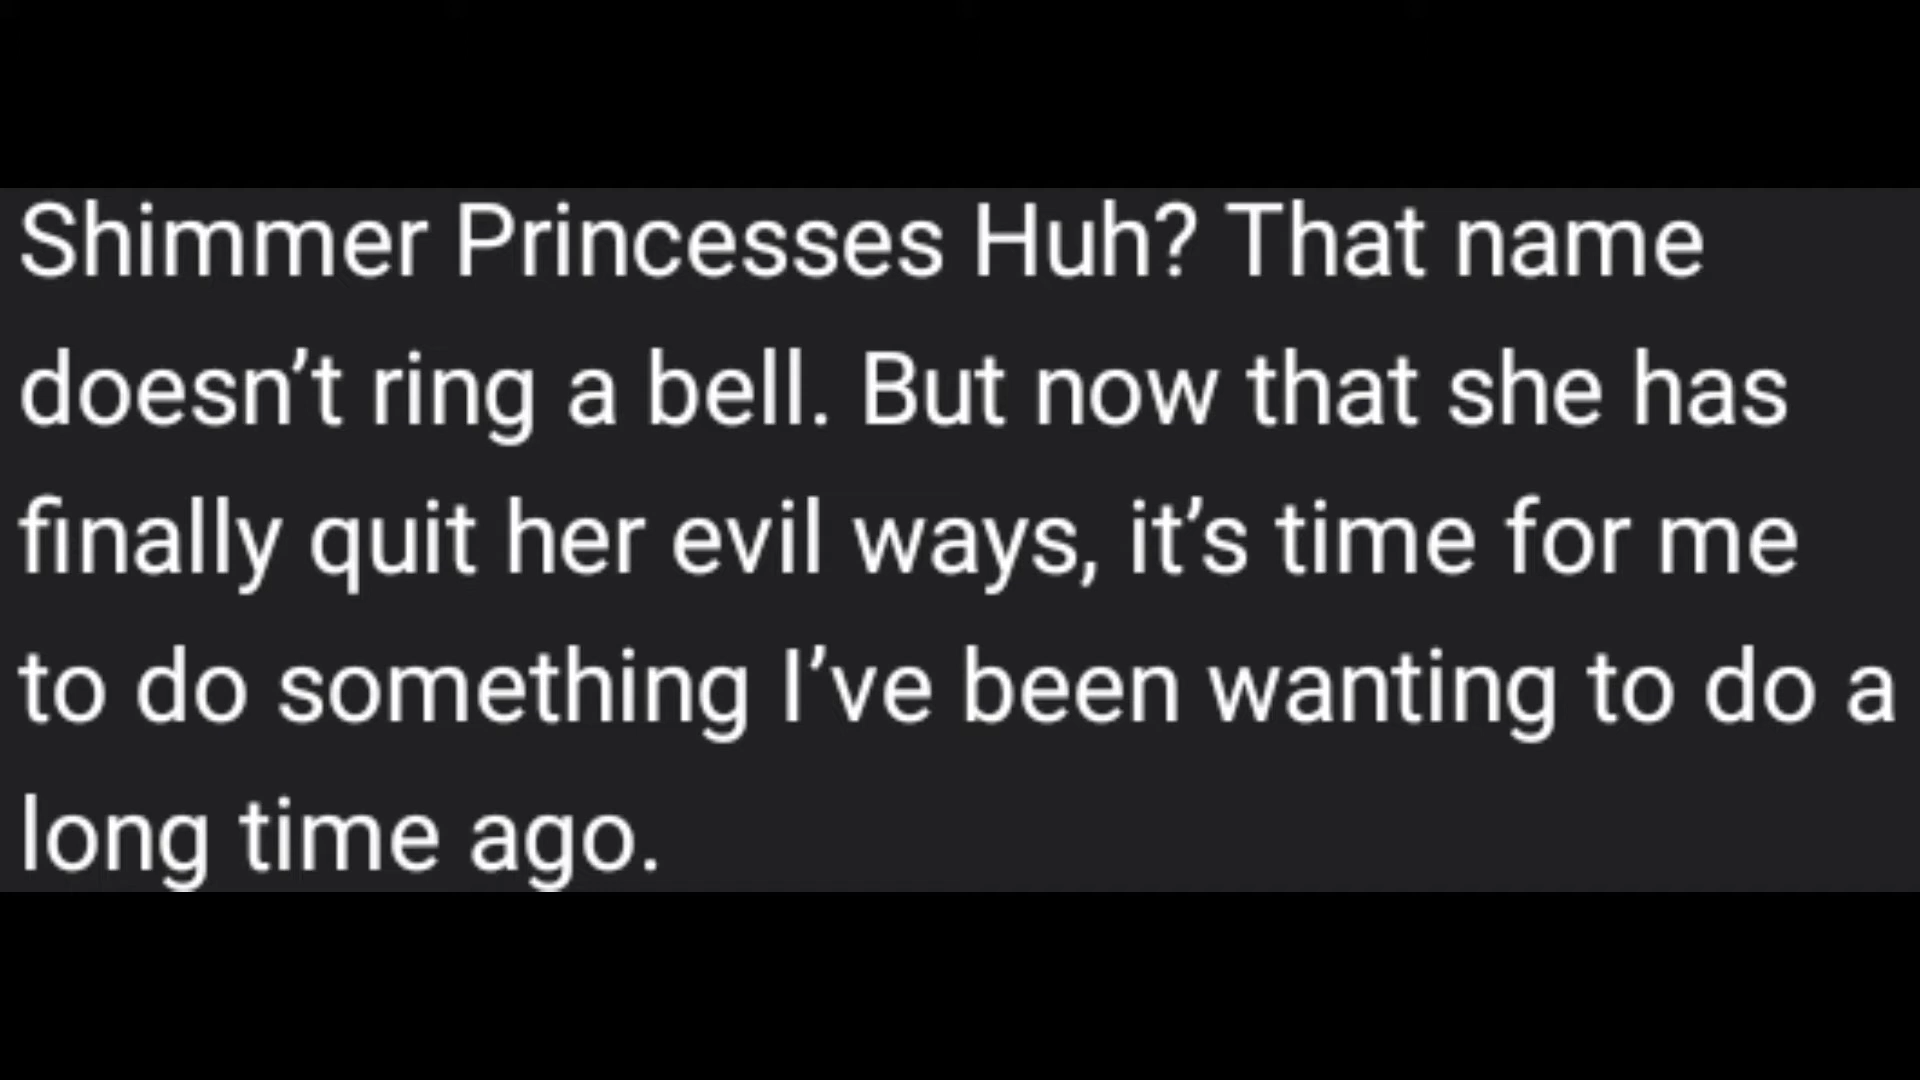 Shimmer Princesses Huh? That name
doesn’t ring a bell. But now that she has
finally quit her evil ways, it’s time for me
to do something I’ve been wanting to do a
long time ago.